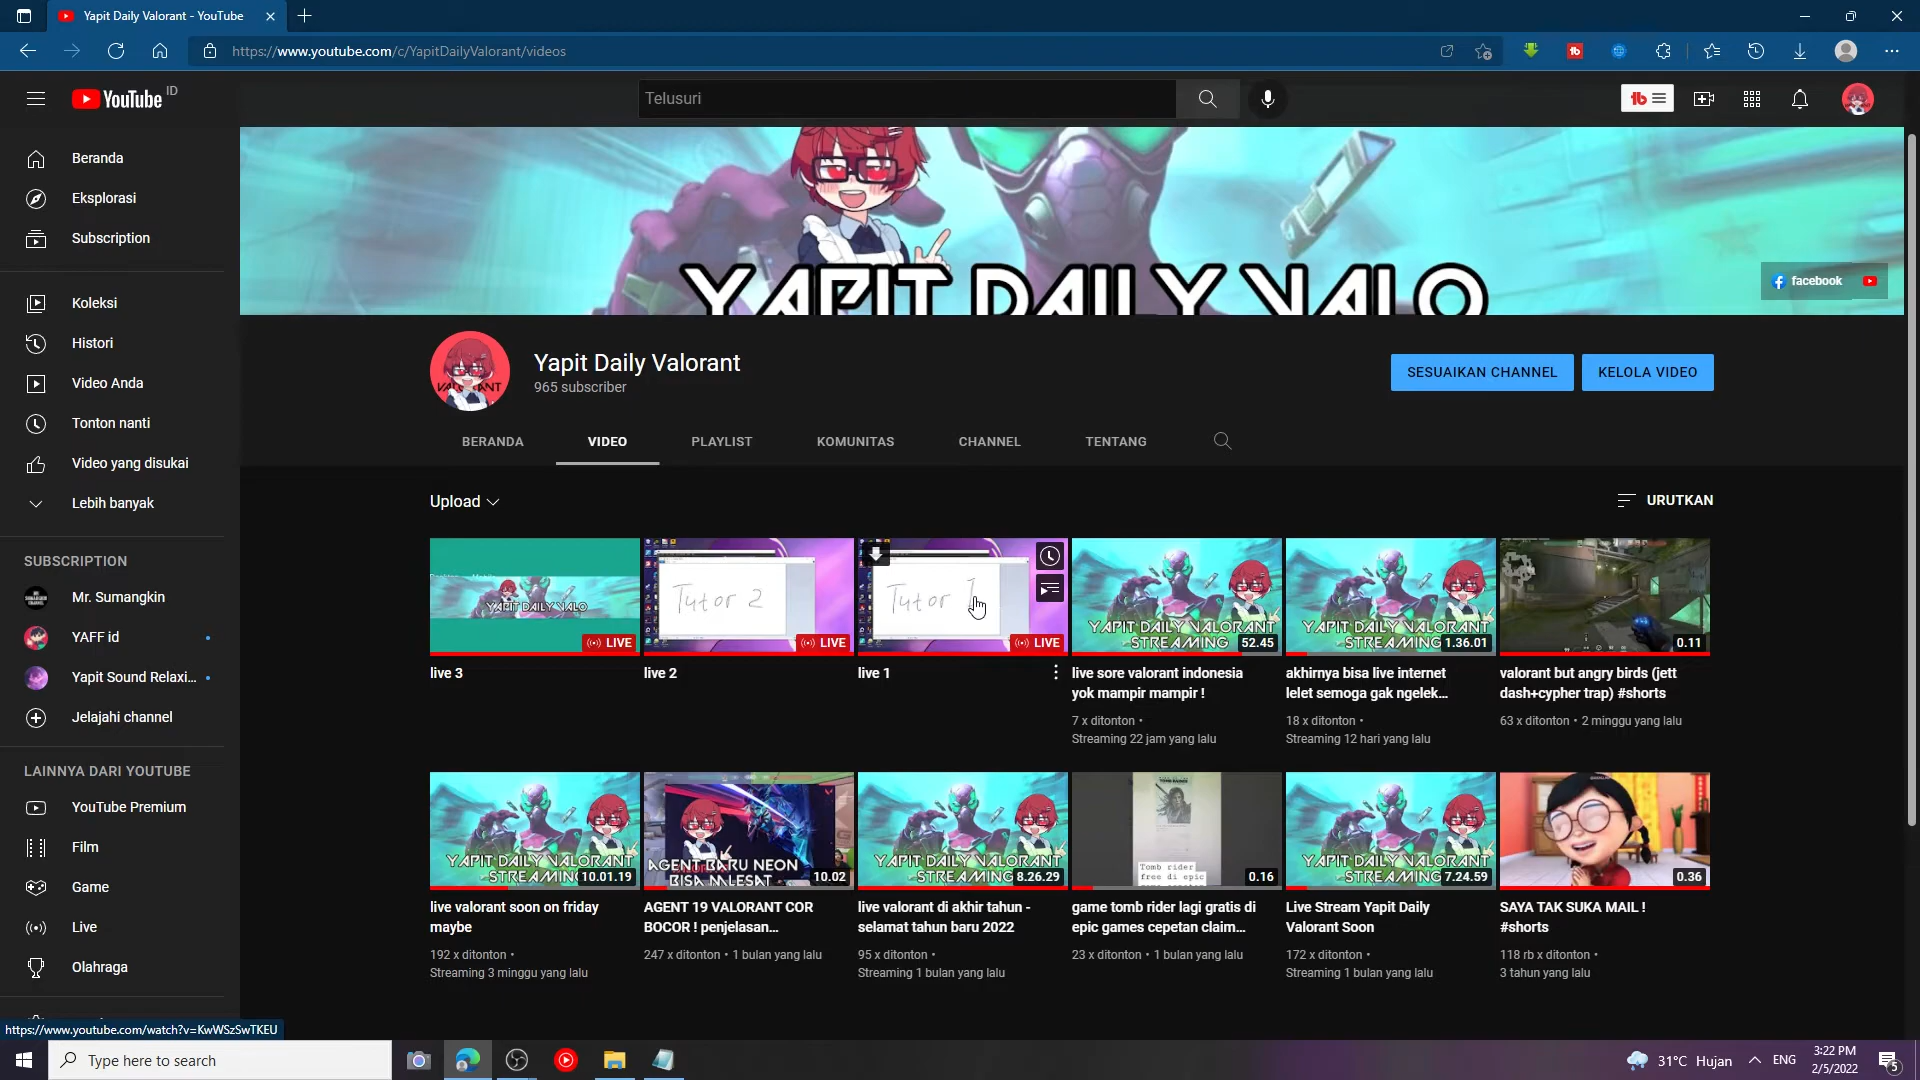 Yapit Daily Valorant - YouTube
https://www.youtube.com/c/YapitDailyValorant/videos
YouTube ID
Telusuri
Beranda
Eksplorasi
Subscription
Koleksi
Histori
Video Anda
Tonton nanti
Video yang disukai
Lebih banyak
SUBSCRIPTION
Mr. Sumangkin
YAFF id
Yapit Sound Relaxi...
Jelajahi channel
LAINNYA DARI YOUTUBE
YouTube Premium
Film
Game
Live
Olahraga
YAPIT DAILY VALO
facebook
Yapit Daily Valorant
965 subscriber
SESUAIKAN CHANNEL
KELOLA VIDEO
BERANDA
VIDEO
PLAYLIST
KOMUNITAS
CHANNEL
TENTANG
Upload
URUTKAN
YAPIT DAILY VALO
LIVE
live 3
Tutor 2
LIVE
live 2
Tutor 1
LIVE
live 1
YAPIT DAILY VALORANT
STREAMING
52.45
live sore valorant indonesia
yok mampir mampir !
7 x ditonton •
Streaming 22 jam yang lalu
YAPIT DAILY VALORANT
STREAMING
1.36.01
akhirnya bisa live internet
lelet semoga gak ngelek...
18 x ditonton •
Streaming 12 hari yang lalu
0.11
valorant but angry birds (jett
dash+cypher trap) #shorts
63 x ditonton • 2 minggu yang lalu
YAPIT DAILY VALORANT
STREAMING
10.01.19
live valorant soon on friday
maybe
192 x ditonton •
Streaming 3 minggu yang lalu
AGENT BARU NEON
BISA MLESAT
10.02
AGENT 19 VALORANT COR
BOCOR ! penjelasan...
247 x ditonton • 1 bulan yang lalu
YAPIT DAILY VALORANT
STREAMING
8.26.29
live valorant di akhir tahun -
selamat tahun baru 2022
95 x ditonton •
Streaming 1 bulan yang lalu
Tomb rider
free di epic
0.16
game tomb rider lagi gratis di
epic games cepetan claim...
23 x ditonton • 1 bulan yang lalu
YAPIT DAILY VALORANT
STREAMING
7.24.59
Live Stream Yapit Daily
Valorant Soon
172 x ditonton •
Streaming 1 bulan yang lalu
0.36
SAYA TAK SUKA MAIL !
#shorts
118 rb x ditonton •
3 tahun yang lalu
https://www.youtube.com/watch?v=KwWSzSwTKEU
Type here to search
31°C Hujan
ENG
3:22 PM
2/5/2022
5